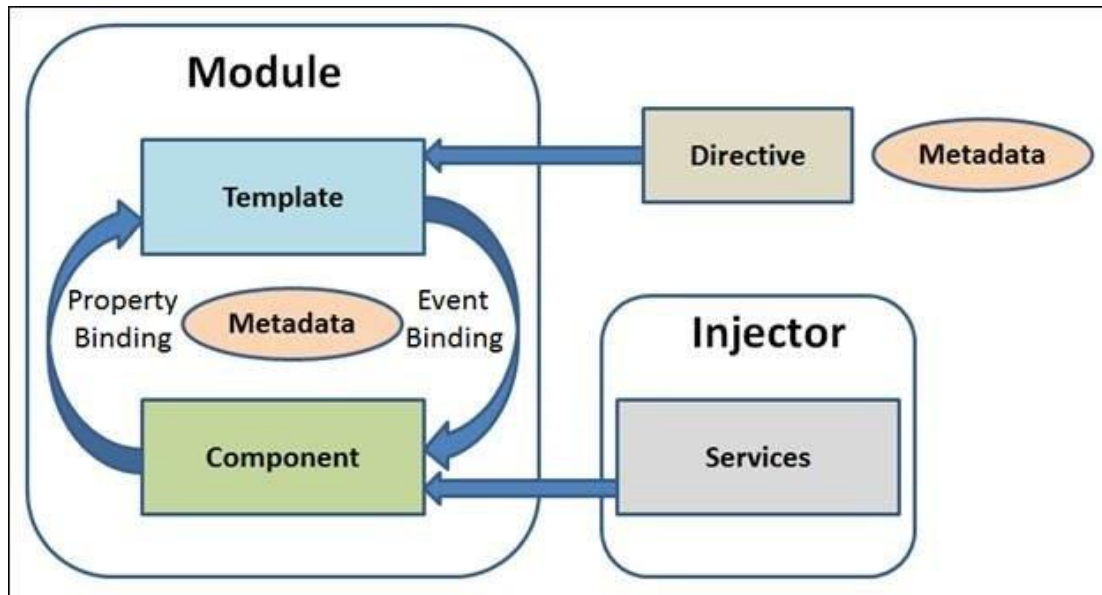 Module
Template
Directive
Metadata
Property
Binding
Metadata
Event
Binding
Injector
Component
Services